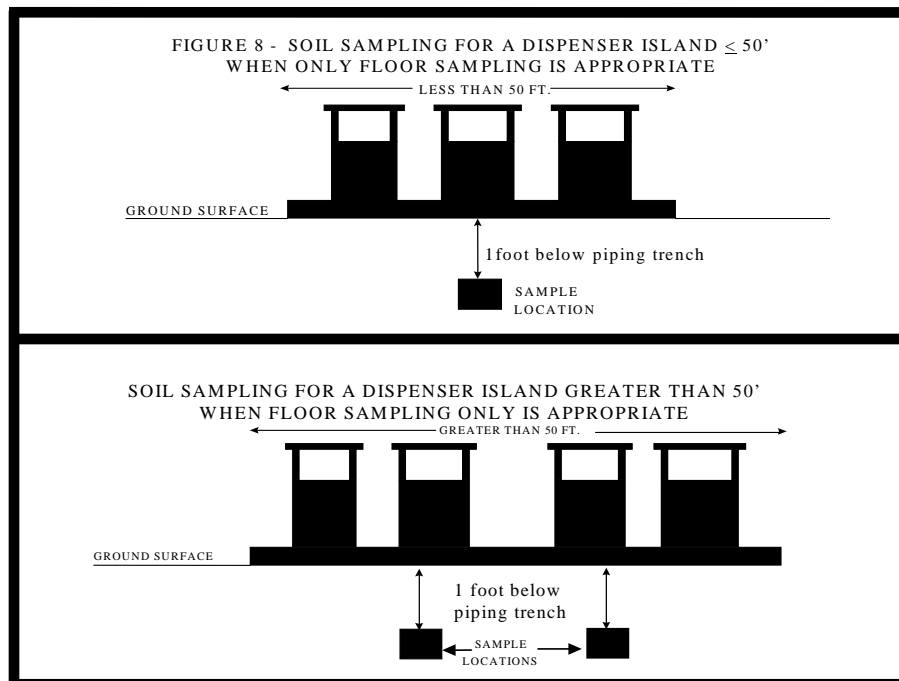 FIGURE 8 - SOIL SAMPLING FOR A DISPENSER ISLAND ≤ 50’
WHEN ONLY FLOOR SAMPLING IS APPROPRIATE
LESS THAN 50 FT.
GROUND SURFACE
1foot below piping trench
SAMPLE
LOCATION
SOIL SAMPLING FOR A DISPENSER ISLAND GREATER THAN 50’
WHEN FLOOR SAMPLING ONLY IS APPROPRIATE
GREATER THAN 50 FT.
GROUND SURFACE
1 foot below
piping trench
SAMPLE
LOCATIONS